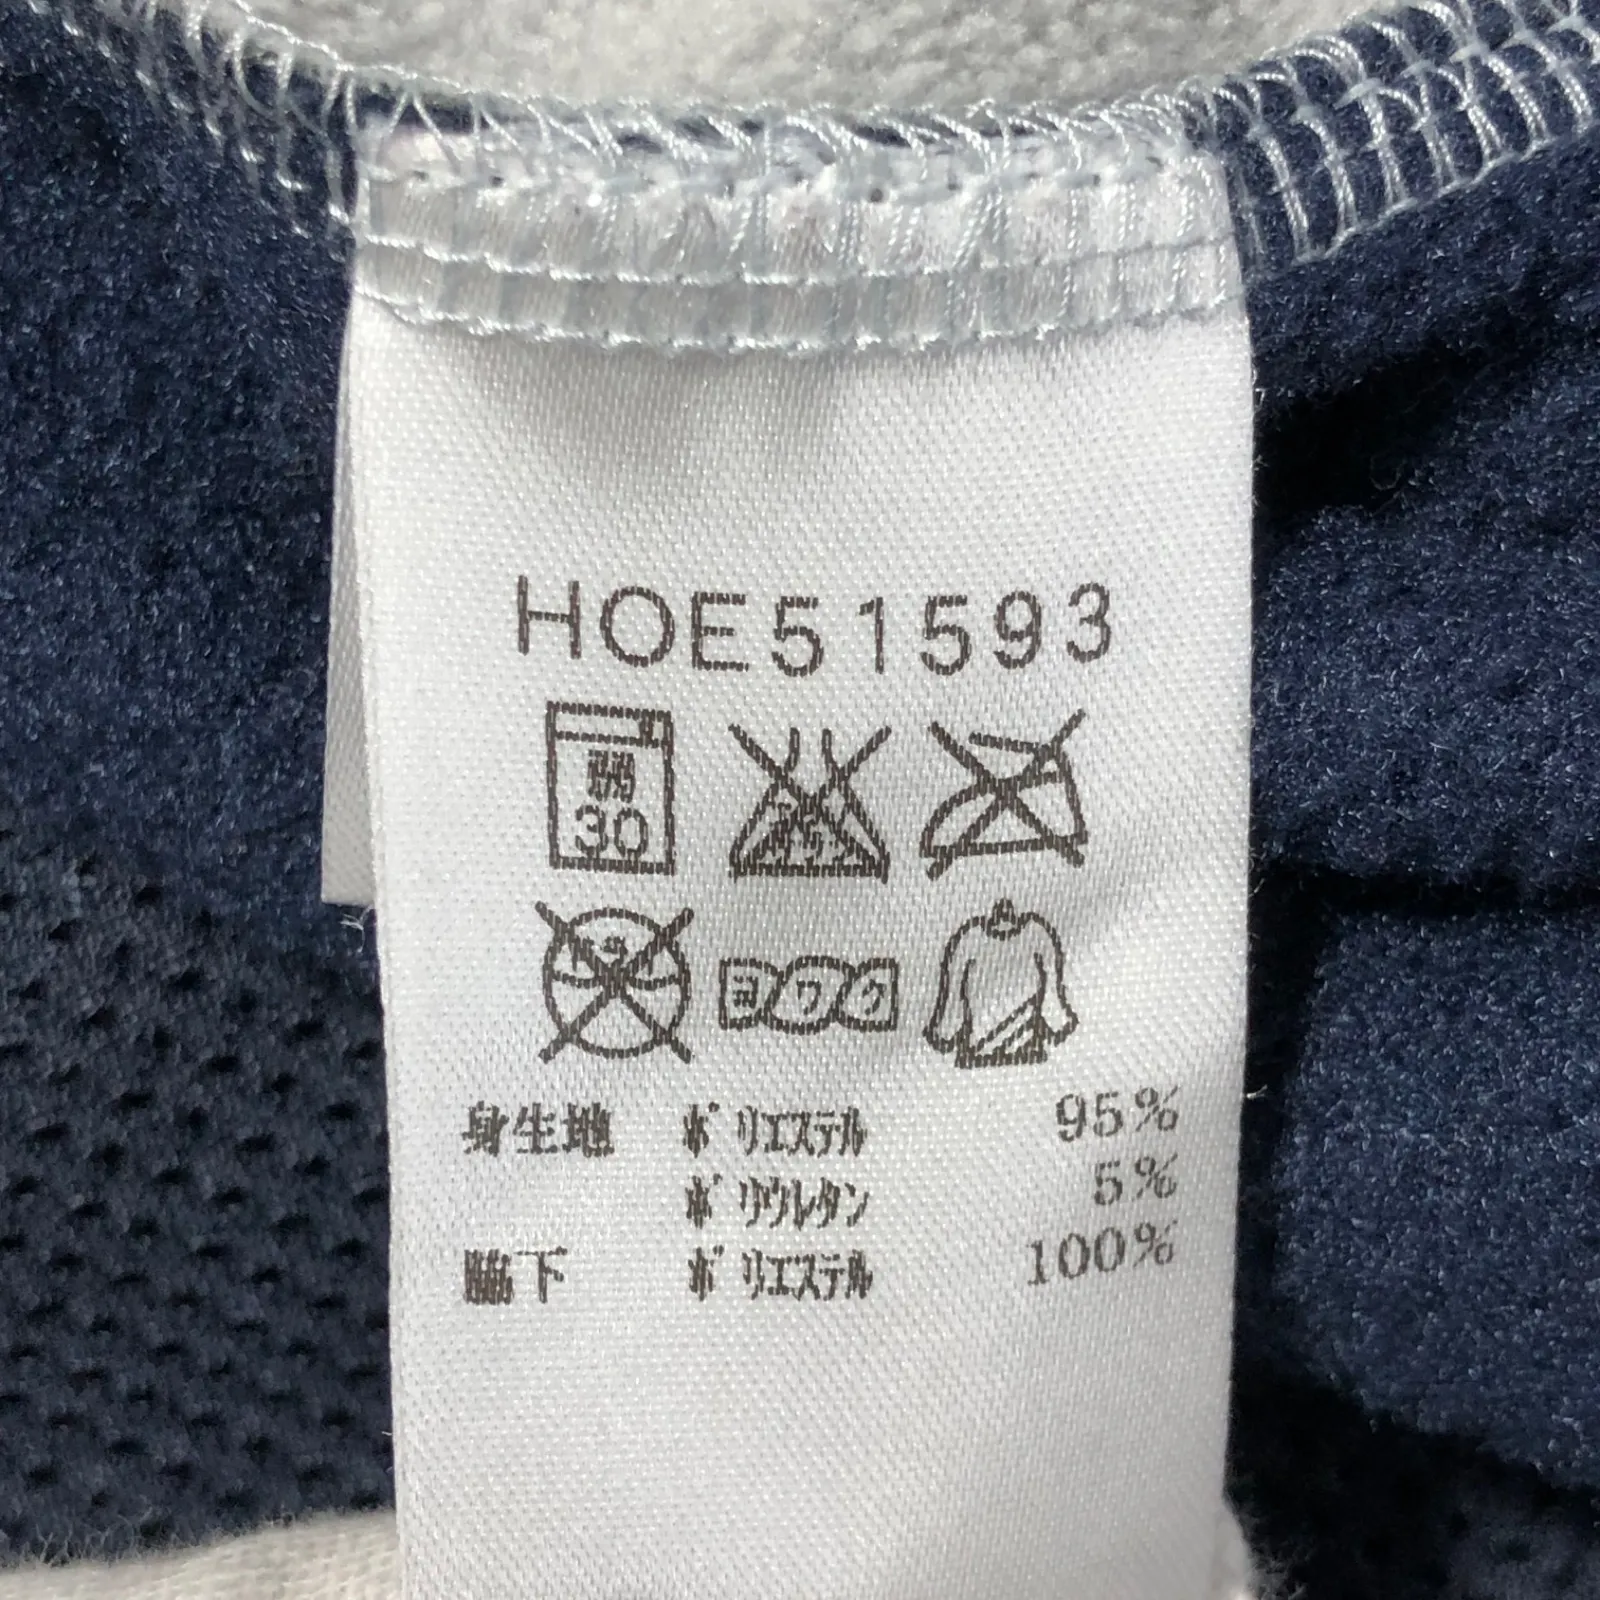 HOE51593
弱
30
ヨワク
身生地 ポリエステル 95%
ポリウレタン 5%
脇下 ポリエステル 100%